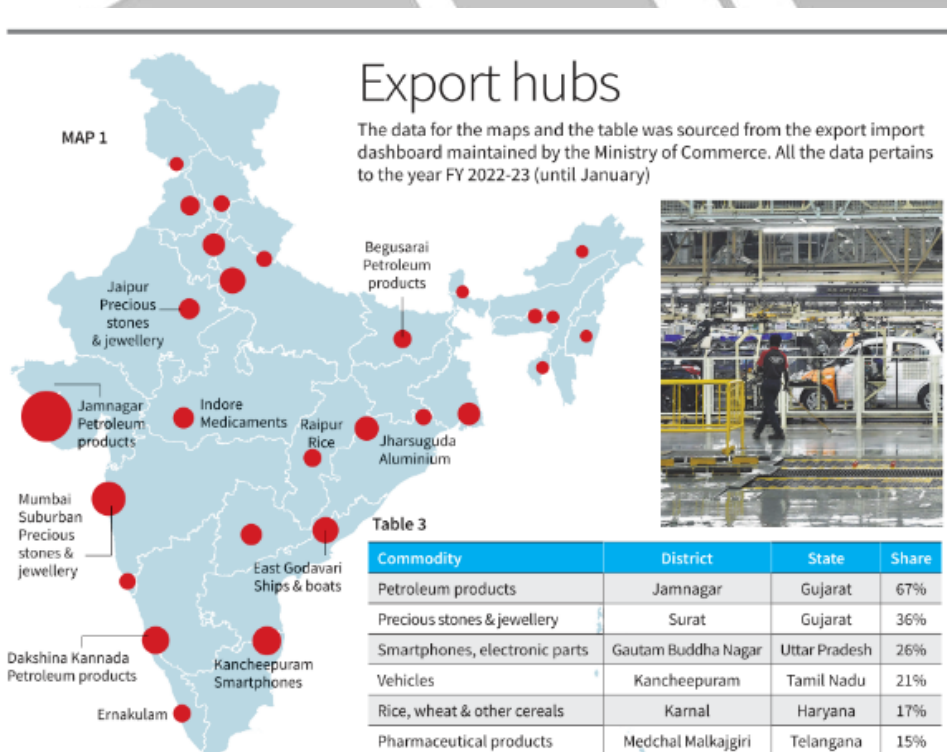 Export hubs
The data for the maps and the table was sourced from the export import
dashboard maintained by the Ministry of Commerce. All the data pertains
to the year FY 2022-23 (until January)
MAP 1
Begusarai
Petroleum
products
Jaipur
Precious
stones
& jewellery
Jamnagar
Petroleum
products
Indore
Medicaments
Raipur
Rice
Jharsuguda
Aluminium
Mumbai
Suburban
Precious
stones &
jewellery
East Godavari
Ships & boats
Dakshina Kannada
Petroleum products
Kancheepuram
Smartphones
Ernakulam
Table 3
Commodity District State Share
Petroleum products Jamnagar Gujarat 67%
Precious stones & jewellery Surat Gujarat 36%
Smartphones, electronic parts Gautam Buddha Nagar Uttar Pradesh 26%
Vehicles Kancheepuram Tamil Nadu 21%
Rice, wheat & other cereals Karnal Haryana 17%
Pharmaceutical products Medchal Malkajgiri Telangana 15%